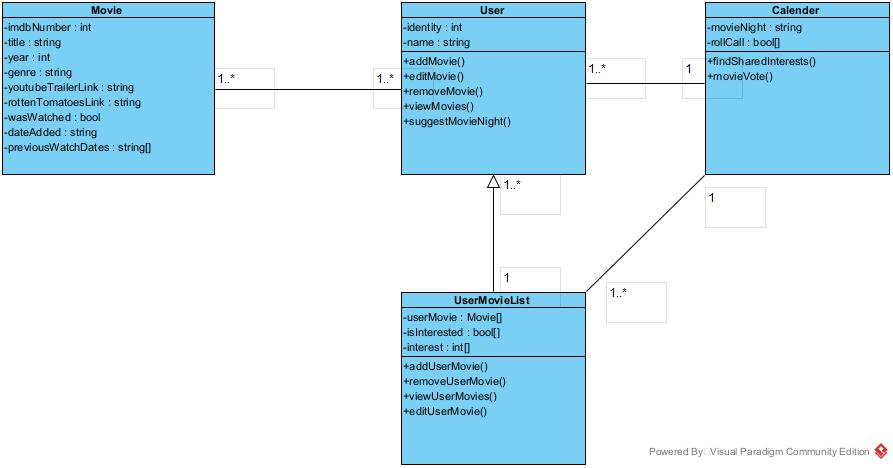 Movie
-imdbNumber : int
-title : string
-year : int
-genre : string
-youtubeTrailerLink : string
-rottenTomatoesLink : string
-wasWatched : bool
-dateAdded : string
-previousWatchDates : string[]
1..*
1..*
User
-identity : int
-name : string
+addMovie()
+editMovie()
+removeMovie()
+viewMovies()
+suggestMovieNight()
1..*
1
Calender
-movieNight : string
-rollCall : bool[]
+findSharedInterests()
+movieVote()
1..*
1
1
1..*
UserMovieList
-userMovie : Movie[]
-isInterested : bool[]
-interest : int[]
+addUserMovie()
+removeUserMovie()
+viewUserMovies()
+editUserMovie()
Powered By Visual Paradigm Community Edition